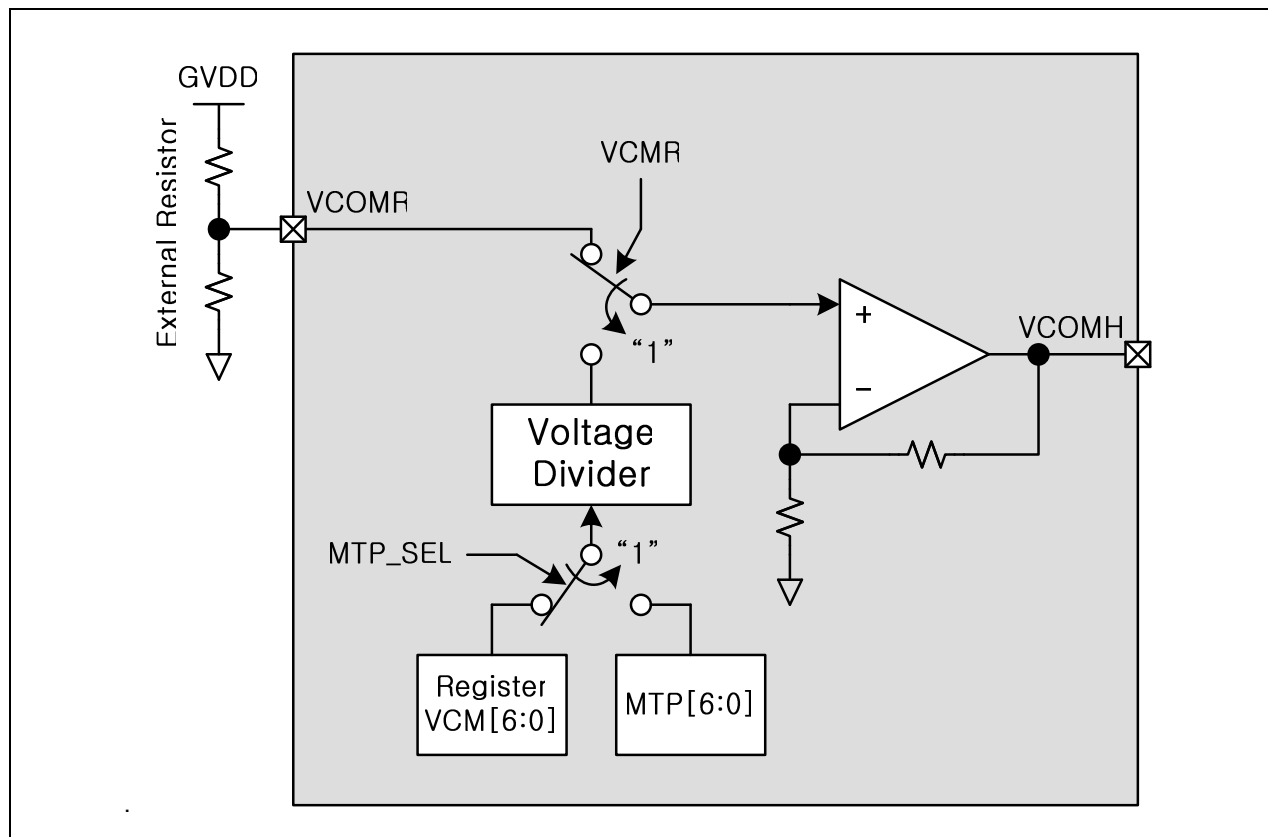 GVDD
External Resistor
VCOMR
VCMR
"1"
+
−
VCOMH
Voltage
Divider
MTP_SEL
"1"
Register
VCM[6:0]
MTP[6:0]
.